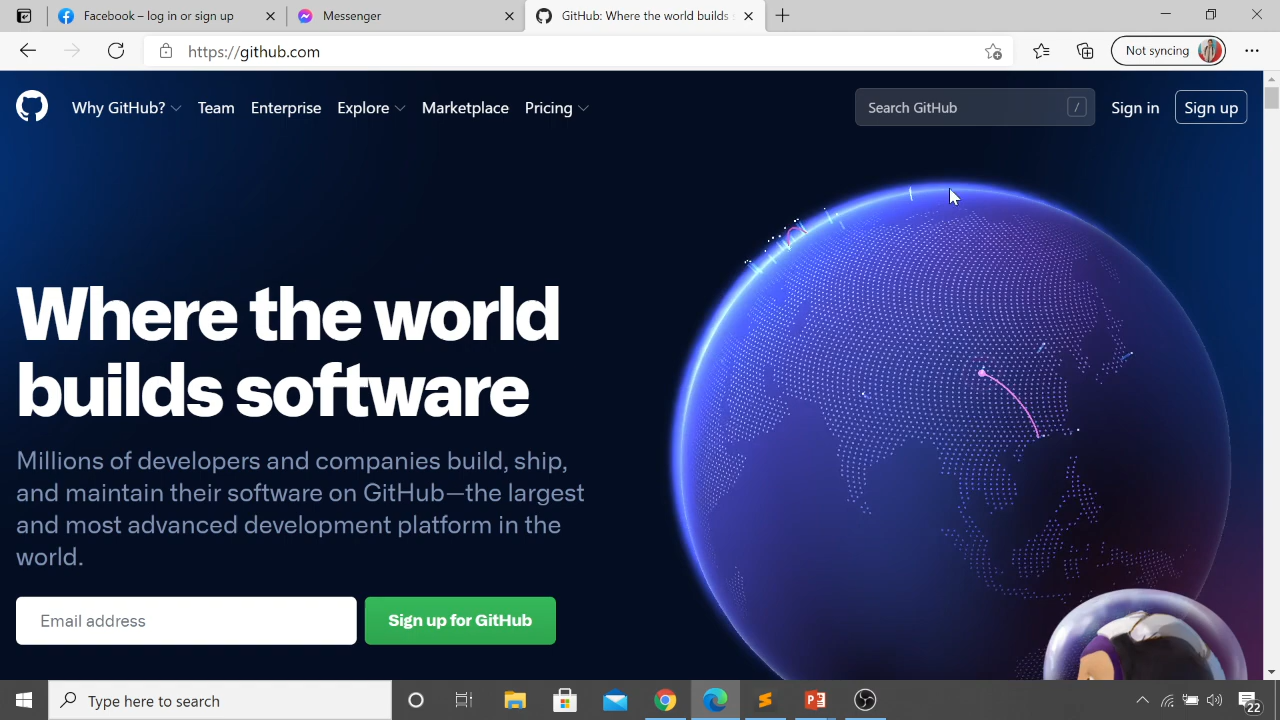 Facebook – log in or sign up
Messenger
GitHub: Where the world builds s
https://github.com
Not syncing
Why GitHub?
Team
Enterprise
Explore
Marketplace
Pricing
Search GitHub
/
Sign in
Sign up
Where the world
builds software
Millions of developers and companies build, ship,
and maintain their software on GitHub—the largest
and most advanced development platform in the
world.
Email address
Sign up for GitHub
Type here to search
22